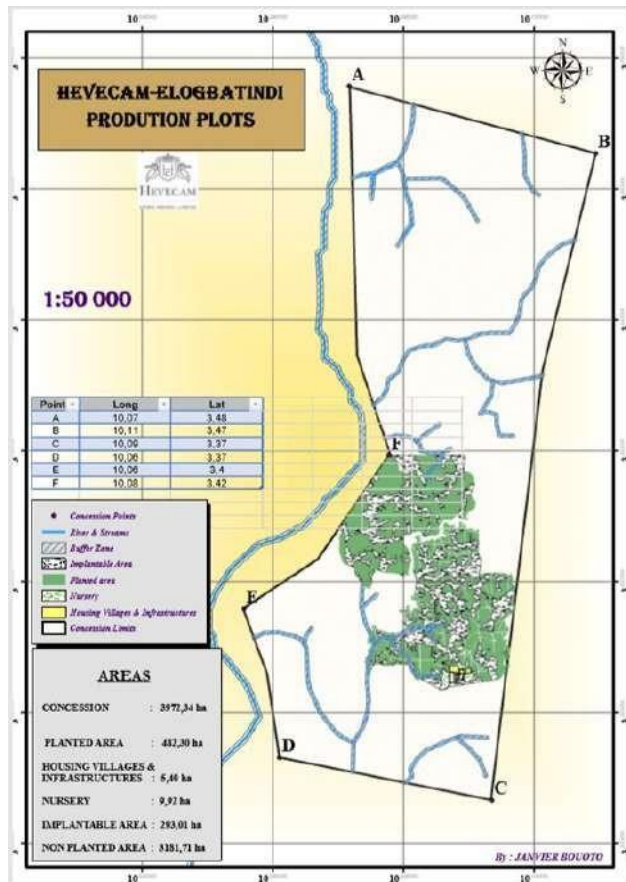 HEVECAM-ELOGBATINDI
PRODUTION PLOTS
HEVECAM
N
W E
S
A
B
1:50 000
Point Long Lat
A 10,07 3,48
B 10,11 3,47
C 10,09 3,37
D 10,06 3,37
E 10,06 3,4
F 10,08 3,42
F
Concession Points
River & Streams
Buffer Zone
Implantable Area
Planted area
Nursery
Housing Villages & Infrastructures
Concession Limits
E
AREAS
CONCESSION : 3972,34 ha
PLANTED AREA : 482,30 ha
HOUSING VILLAGES &
INFRASTRUCTURES : 5,40 ha
NURSERY : 9,92 ha
IMPLANTABLE AREA : 293,01 ha
NON PLANTED AREA : 3181,71 ha
D
C
By : JANVIER BOUOTO